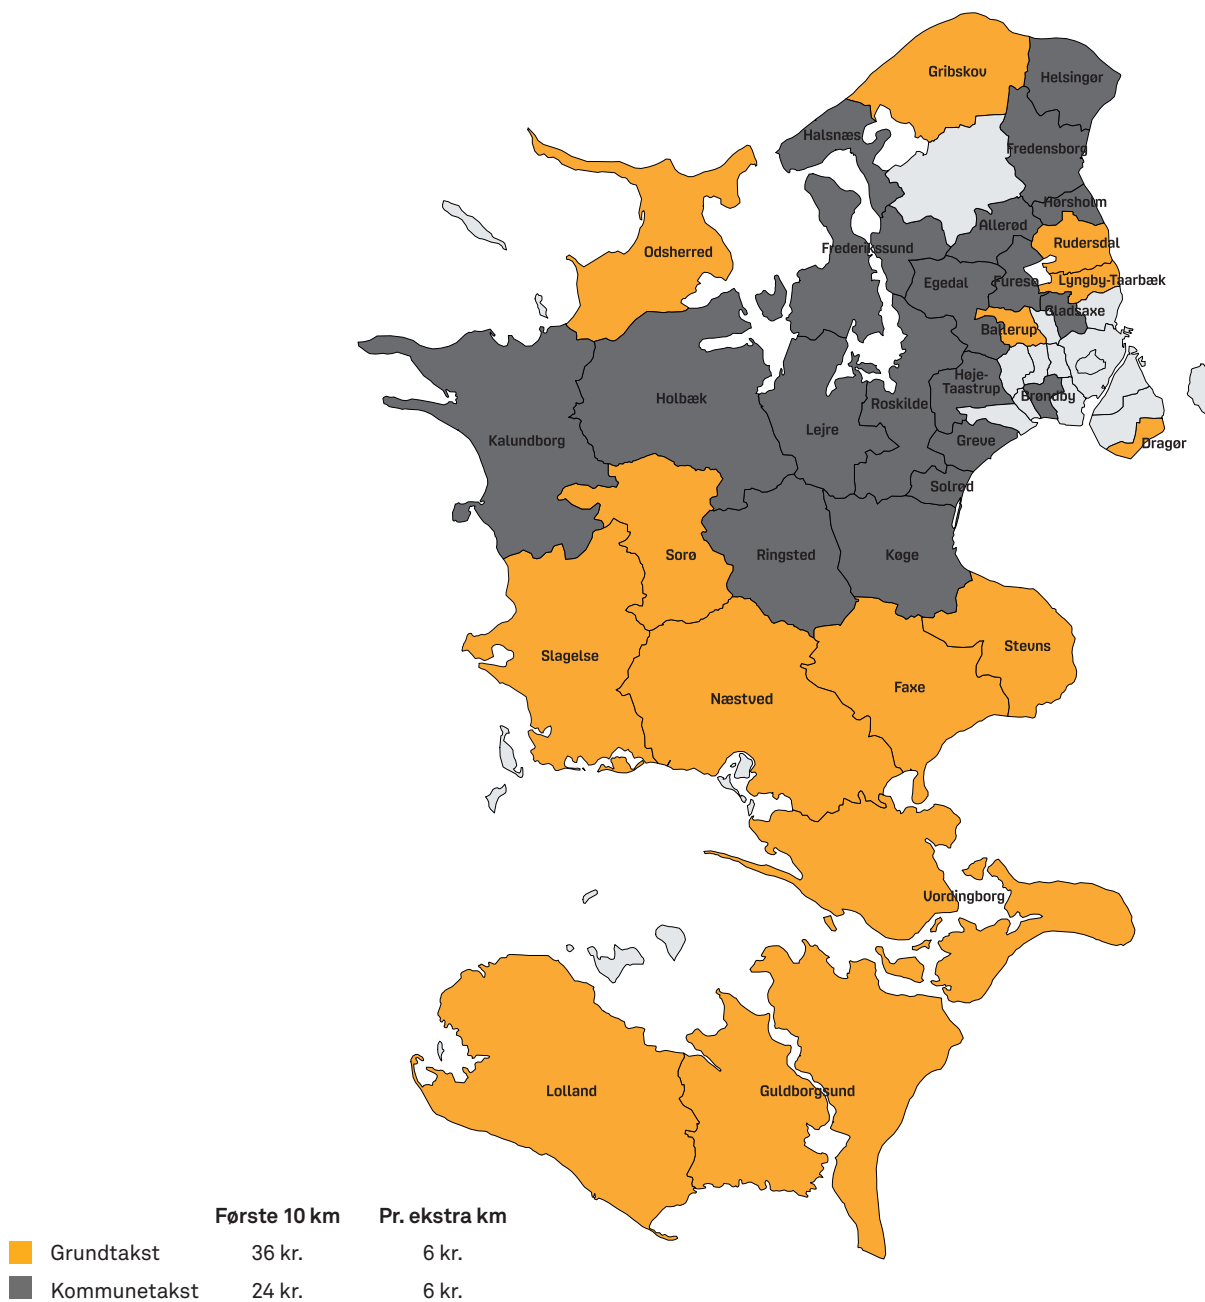 Gribskov
Helsingør
Halsnæs
Fredensborg
Hørsholm
Allerød
Rudersdal
Odsherred
Frederikssund
Egedal
Furesø
Lyngby-Taarbæk
Gladsaxe
Ballerup
Høje-
Taastrup
Brøndby
Holbæk
Roskilde
Lejre
Kalundborg
Greve
Dragør
Solrød
Sorø
Ringsted
Køge
Stevns
Slagelse
Faxe
Næstved
Vordingborg
Lolland
Guldborgsund
Første 10 km Pr. ekstra km
Grundtakst 36 kr. 6 kr.
Kommunetakst 24 kr. 6 kr.